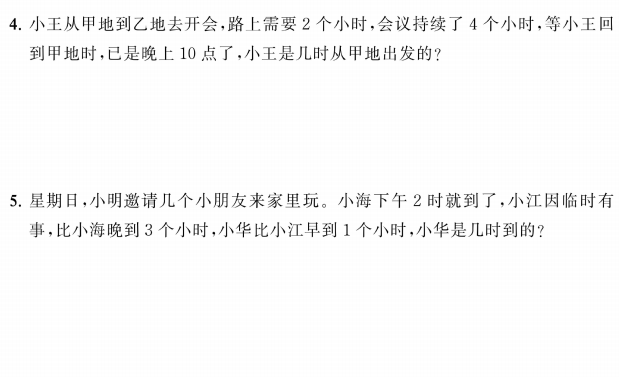 4. 小王从甲地到乙地去开会,路上需要 2 个小时,会议持续了 4 个小时,等小王回
到甲地时,已是晚上 10 点了,小王是几时从甲地出发的?
5. 星期日,小明邀请几个小朋友来家里玩。小海下午 2 时就到了,小江因临时有
事,比小海晚到 3 个小时,小华比小江早到 1 个小时,小华是几时到的?